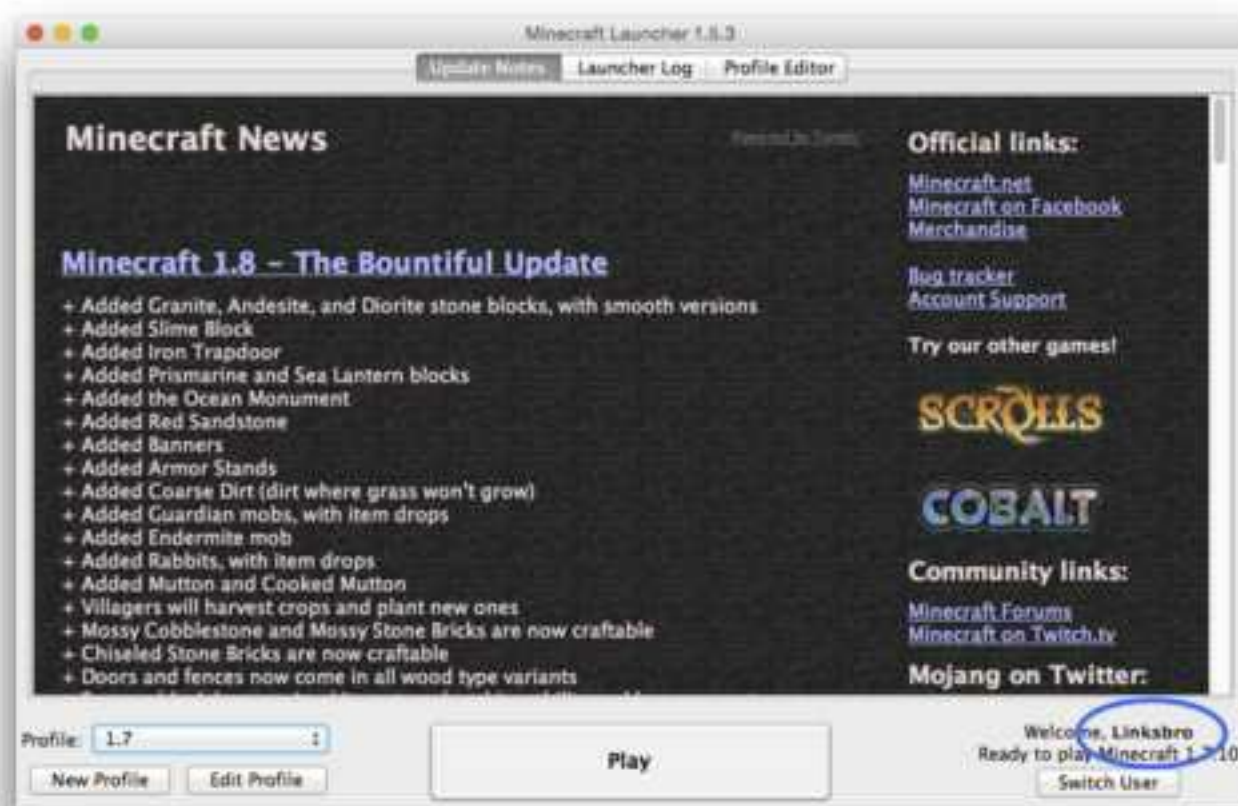 Minecraft Launcher 1.5.3
Update Notes
Launcher Log
Profile Editor
Minecraft News
Minecraft 1.8 – The Bountiful Update
+ Added Granite, Andesite, and Diorite stone blocks, with smooth versions
+ Added Slime Block
+ Added Iron Trapdoor
+ Added Prismarine and Sea Lantern blocks
+ Added the Ocean Monument
+ Added Red Sandstone
+ Added Banners
+ Added Armor Stands
+ Added Coarse Dirt (dirt where grass won't grow)
+ Added Guardian mobs, with item drops
+ Added Endermite mob
+ Added Rabbits, with item drops
+ Added Mutton and Cooked Mutton
+ Villagers will harvest crops and plant new ones
+ Mossy Cobblestone and Mossy Stone Bricks are now craftable
+ Chiseled Stone Bricks are now craftable
+ Doors and fences now come in all wood type variants
Official links:
Minecraft.net
Minecraft on Facebook
Merchandise
Bug tracker
Account Support
Try our other games!
SCROLLS
COBALT
Community links:
Minecraft Forums
Minecraft on Twitch.tv
Mojang on Twitter:
Profile: 1.7
New Profile
Edit Profile
Play
Welcome, Linksbro
Ready to play Minecraft 1.7.10
Switch User